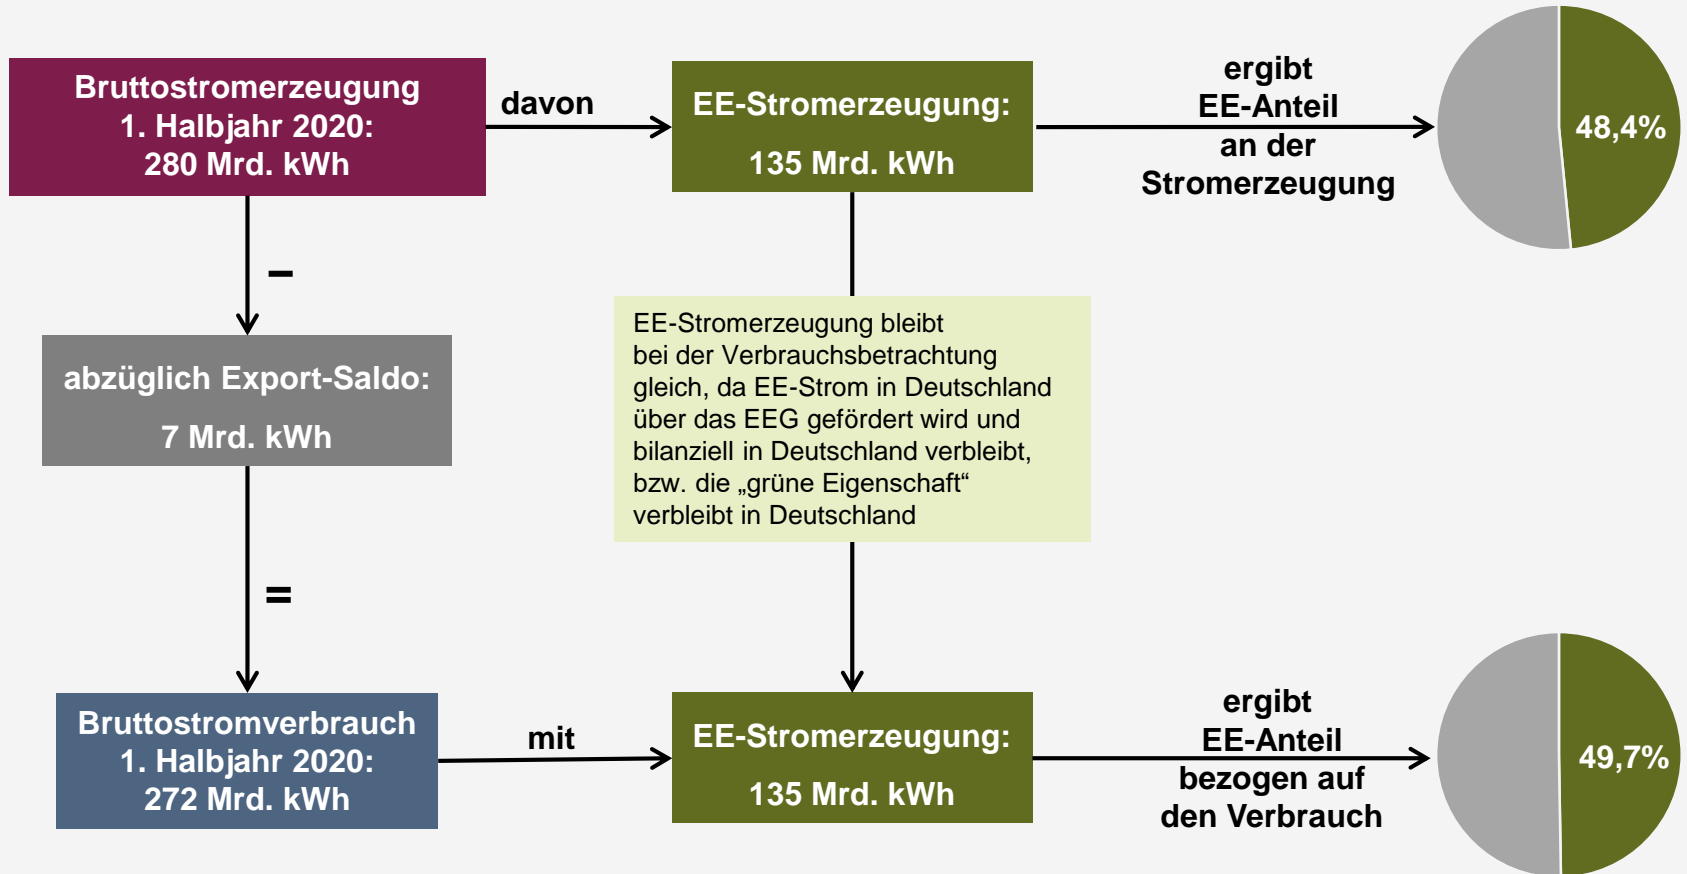 Bruttostromerzeugung
1. Halbjahr 2020:
280 Mrd. kWh
davon
EE-Stromerzeugung:
135 Mrd. kWh
ergibt
EE-Anteil
an der
Stromerzeugung
48,4%
–
abzüglich Export-Saldo:
7 Mrd. kWh
EE-Stromerzeugung bleibt
bei der Verbrauchsbetrachtung
gleich, da EE-Strom in Deutschland
über das EEG gefördert wird und
bilanziell in Deutschland verbleibt,
bzw. die „grüne Eigenschaft“
verbleibt in Deutschland
=
Bruttostromverbrauch
1. Halbjahr 2020:
272 Mrd. kWh
mit
EE-Stromerzeugung:
135 Mrd. kWh
ergibt
EE-Anteil
bezogen auf
den Verbrauch
49,7%